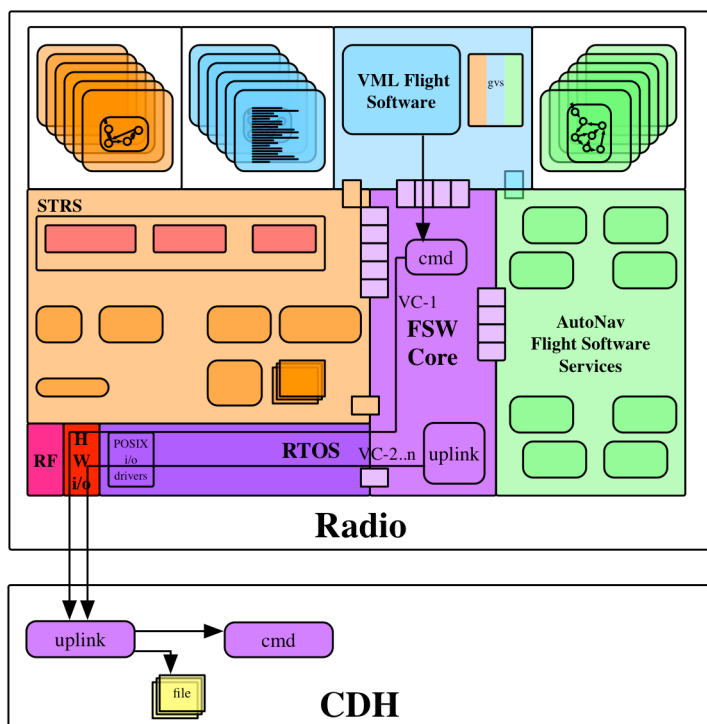 VML Flight
Software
gvs
STRS
cmd
VC-1
FSW
Core
AutoNav
Flight Software
Services
RF
H
W
i/o
POSIX
i/o
drivers
RTOS
VC-2..n
uplink
Radio
uplink
cmd
file
CDH